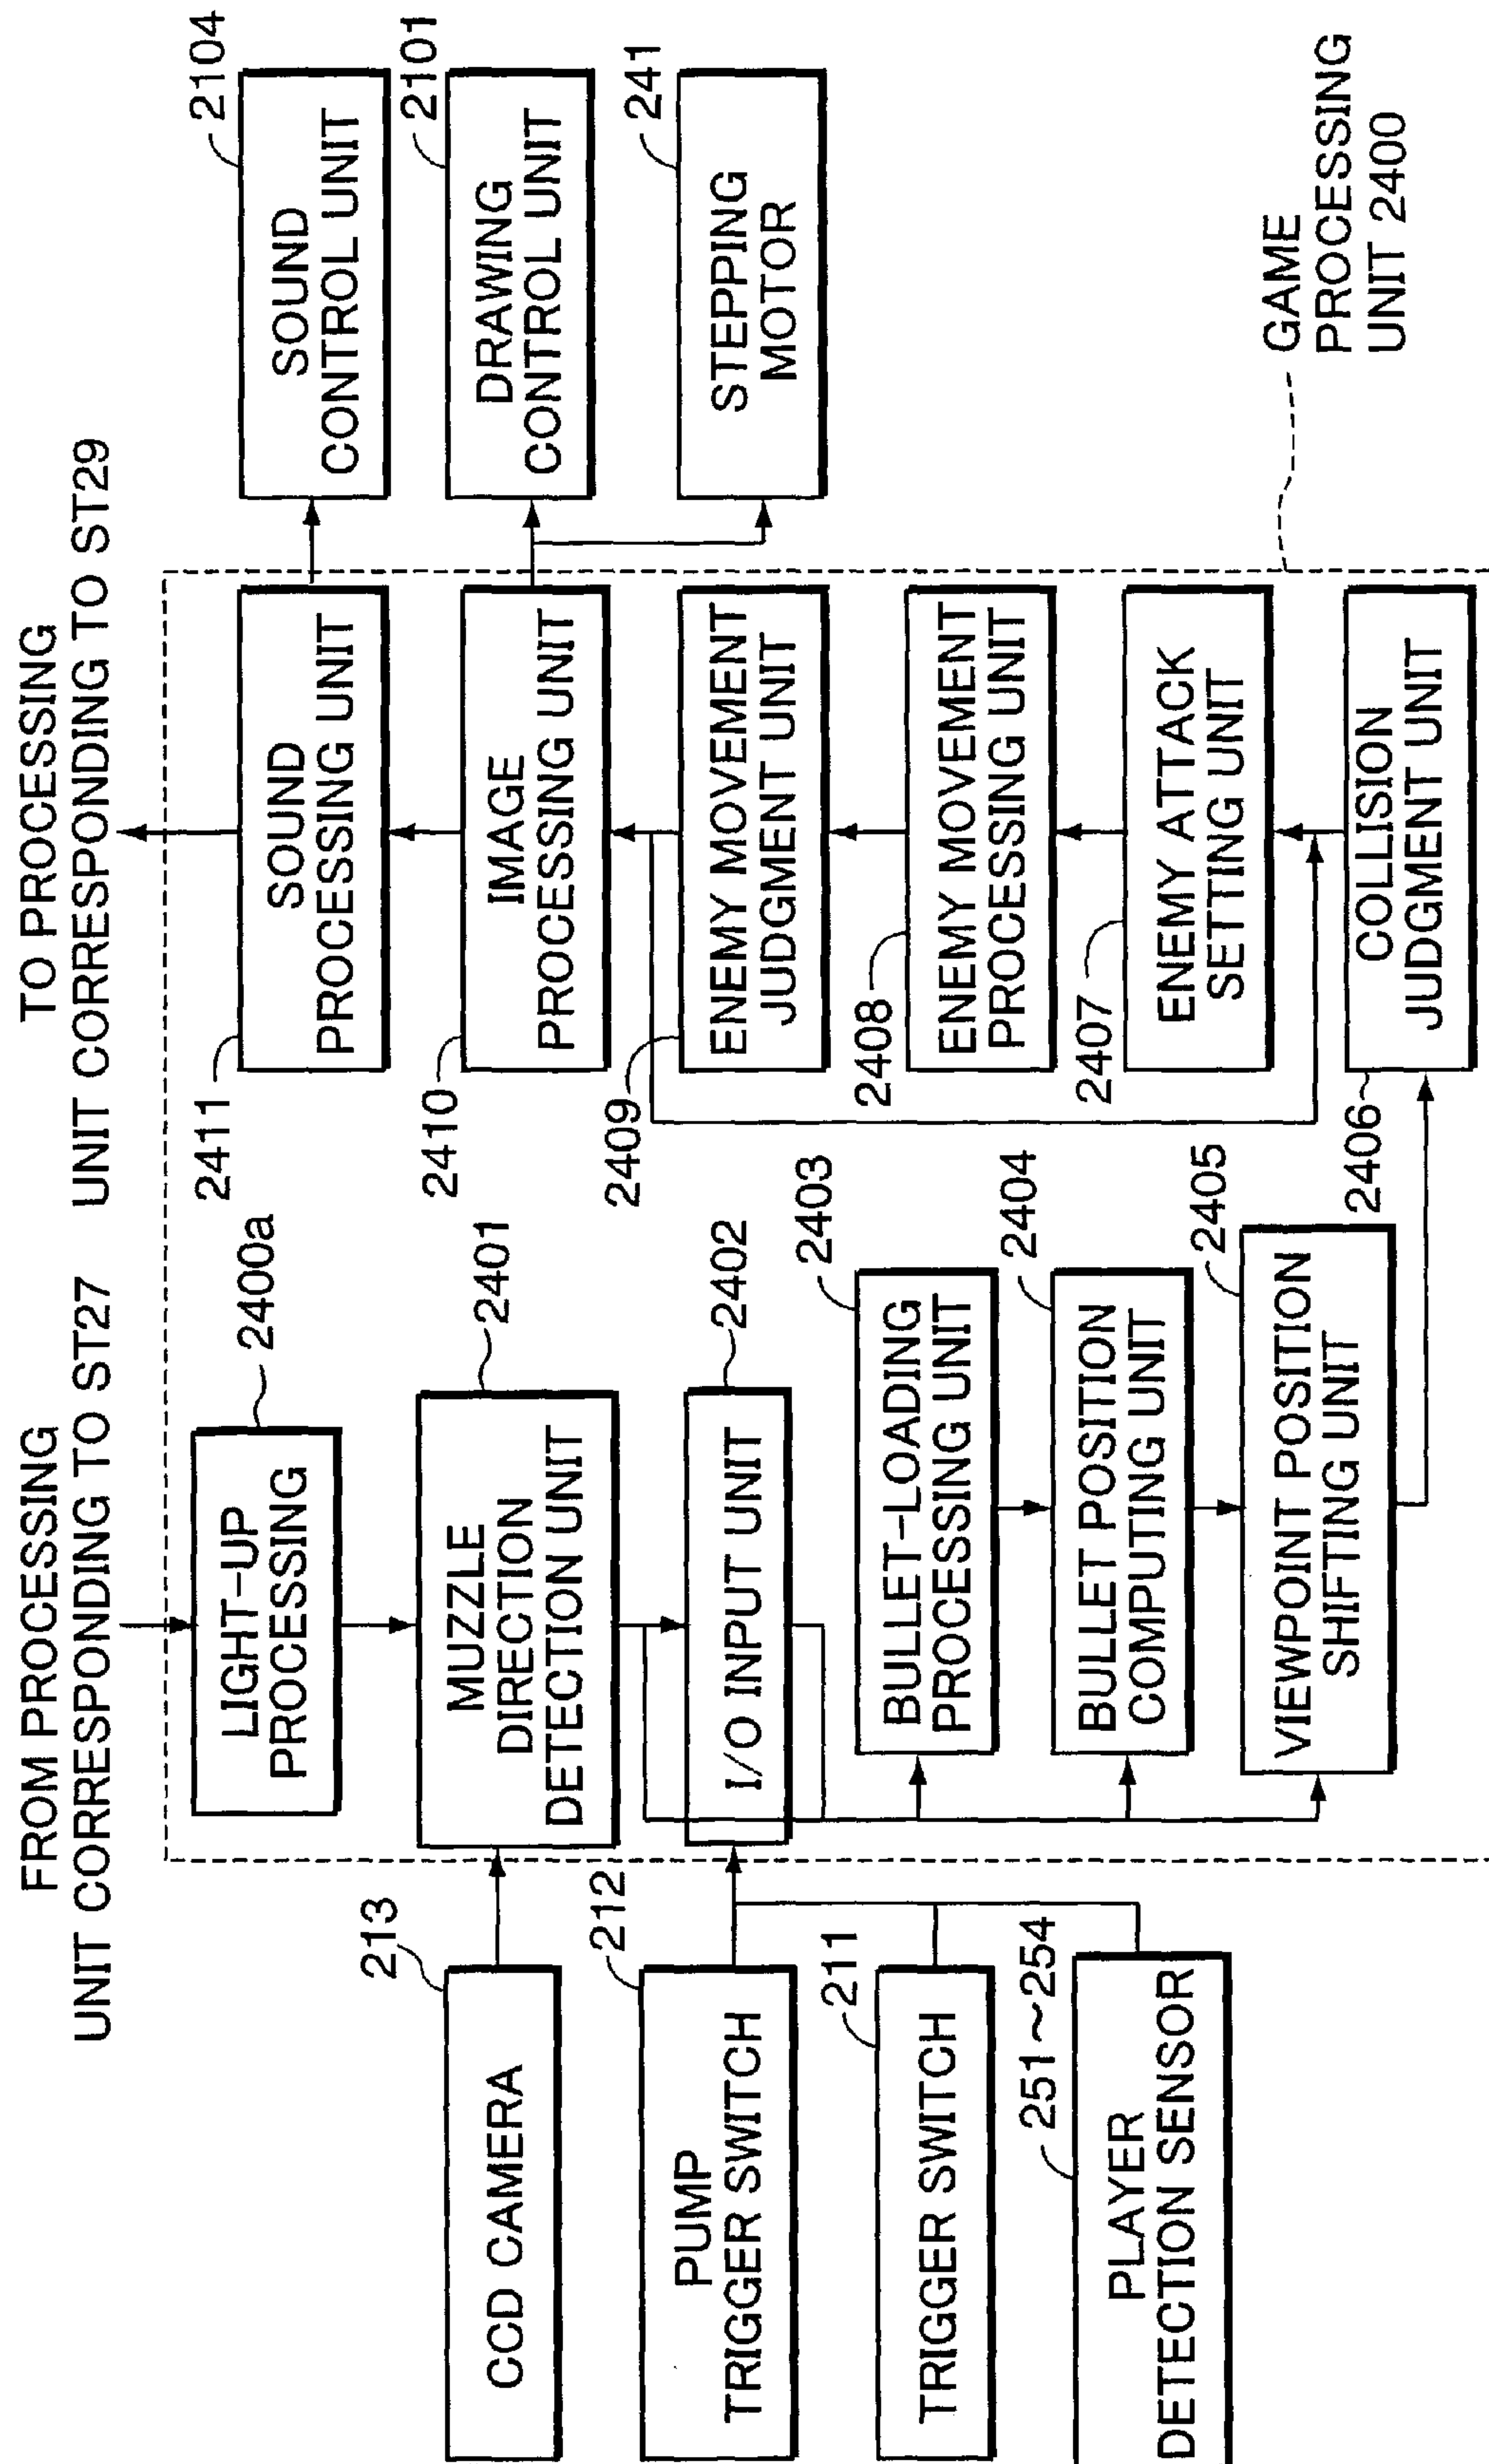 FROM PROCESSING
UNIT CORRESPONDING TO ST27
TO PROCESSING
UNIT CORRESPONDING TO ST29
213
CCD CAMERA
212
PUMP
TRIGGER SWITCH
211
TRIGGER SWITCH
251~254
PLAYER
DETECTION SENSOR
2400a
LIGHT-UP
PROCESSING
2401
MUZZLE
DIRECTION
DETECTION UNIT
2402
I/O INPUT UNIT
2403
BULLET-LOADING
PROCESSING UNIT
2404
BULLET POSITION
COMPUTING UNIT
2405
VIEWPOINT POSITION
SHIFTING UNIT
2411
SOUND
PROCESSING UNIT
2410
IMAGE
PROCESSING UNIT
2409
ENEMY MOVEMENT
JUDGMENT UNIT
2408
ENEMY MOVEMENT
PROCESSING UNIT
2407
ENEMY ATTACK
SETTING UNIT
2406
COLLISION
JUDGMENT UNIT
2104
SOUND
CONTROL UNIT
2101
DRAWING
CONTROL UNIT
241
STEPPING
MOTOR
GAME
PROCESSING
UNIT 2400